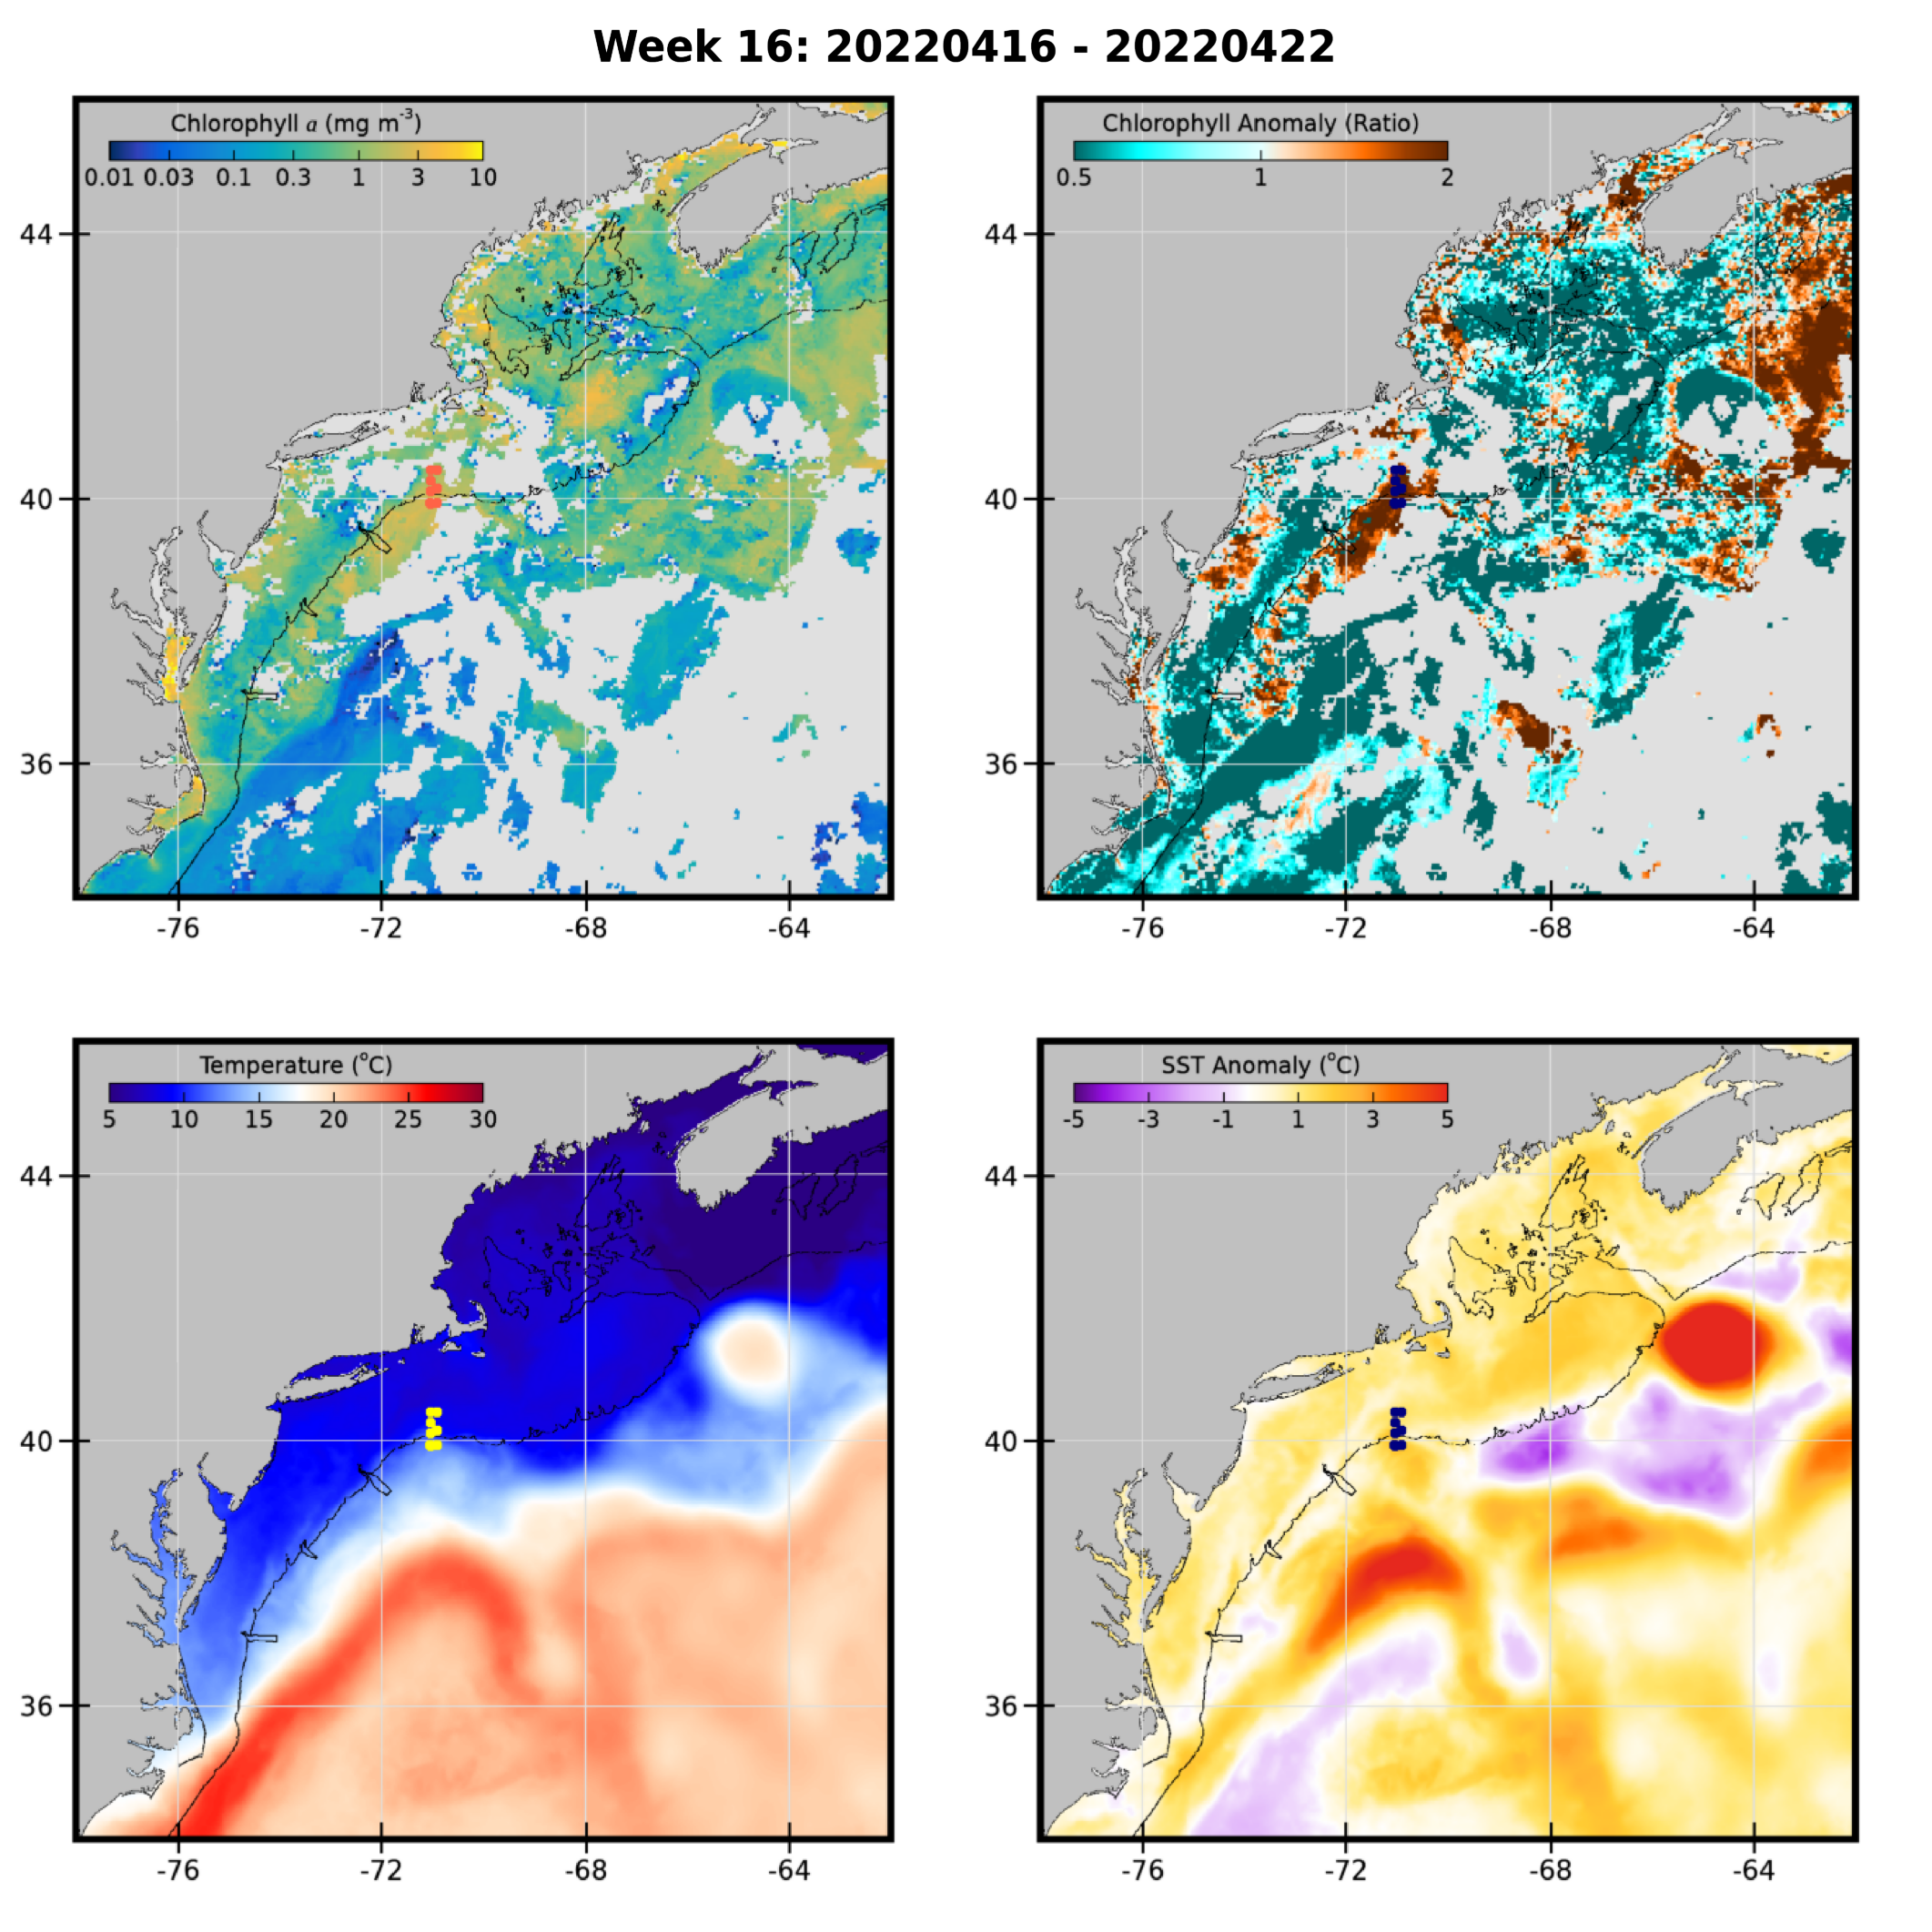 Week 16: 20220416 - 20220422
Chlorophyll a (mg m-3)
0.01 0.03 0.1 0.3 1 3 10
44
40
36
-76 -72 -68 -64
Chlorophyll Anomaly (Ratio)
0.5 1 2
44
40
36
-76 -72 -68 -64
Temperature (oC)
5 10 15 20 25 30
44
40
36
-76 -72 -68 -64
SST Anomaly (oC)
-5 -3 -1 1 3 5
44
40
36
-76 -72 -68 -64